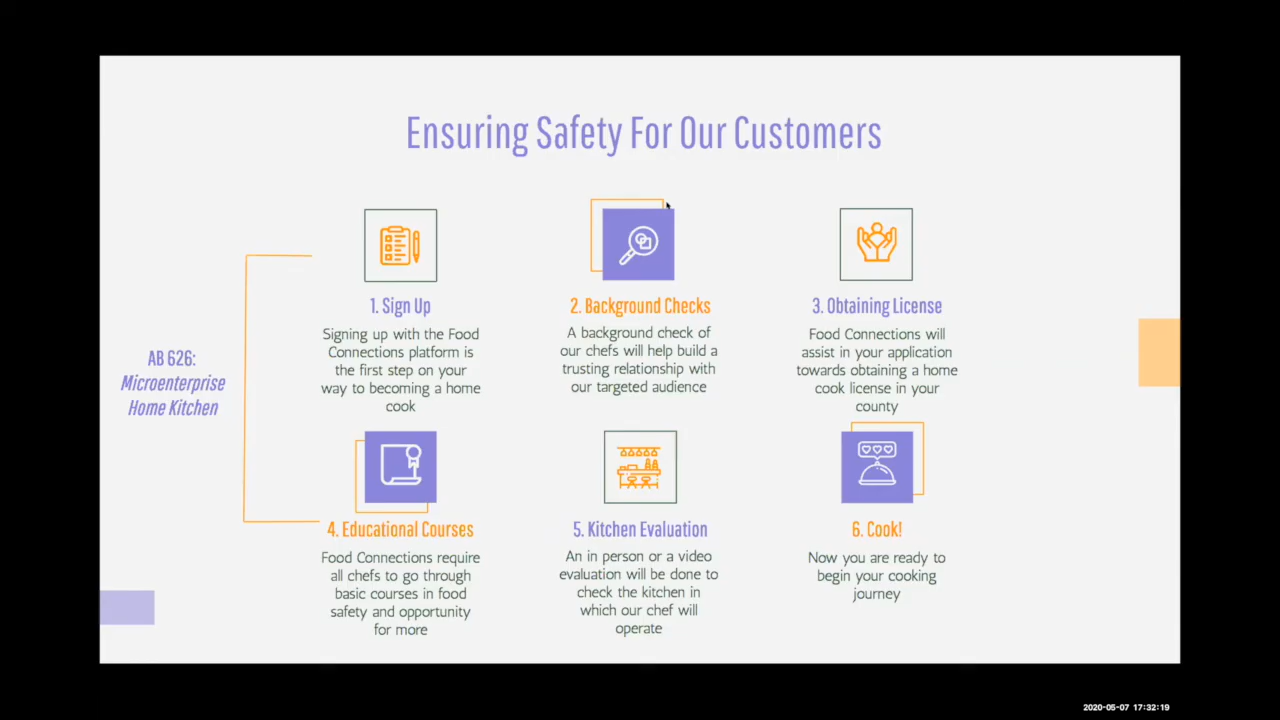 Ensuring Safety For Our Customers
AB 626:
Microenterprise
Home Kitchen
1. Sign Up
Signing up with the Food
Connections platform is
the first step on your
way to becoming a home
cook
2. Background Checks
A background check of
our chefs will help build a
trusting relationship with
our targeted audience
3. Obtaining License
Food Connections will
assist in your application
towards obtaining a home
cook license in your
county
4. Educational Courses
Food Connections require
all chefs to go through
basic courses in food
safety and opportunity
for more
5. Kitchen Evaluation
An in person or a video
evaluation will be done to
check the kitchen in
which our chef will
operate
6. Cook!
Now you are ready to
begin your cooking
journey
2020-05-07 17:32:19